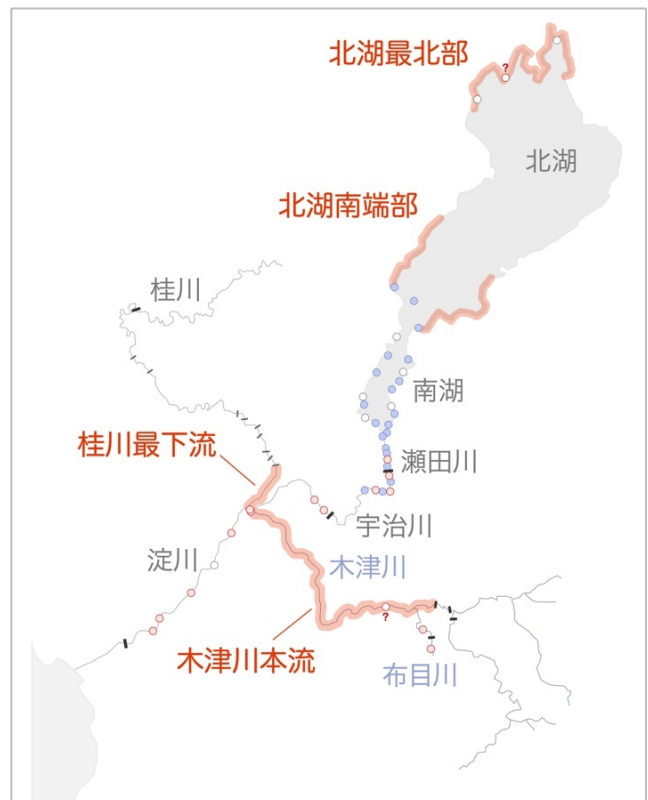 北湖最北部
?
北湖
北湖南端部
桂川
南湖
桂川最下流
瀬田川
宇治川
淀川
木津川
?
木津川本流
布目川